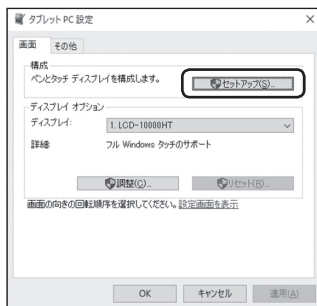 タブレット PC 設定
画面 その他
構成
ペンとタッチ ディスプレイを構成します。 セットアップ(S)...
ディスプレイ オプション
ディスプレイ: 1. LCD-10000HT
詳細: フル Windows タッチのサポート
調整(C)... リセット(R)...
画面の向きの回転順序を選択してください。設定画面を表示
OK キャンセル 適用(A)